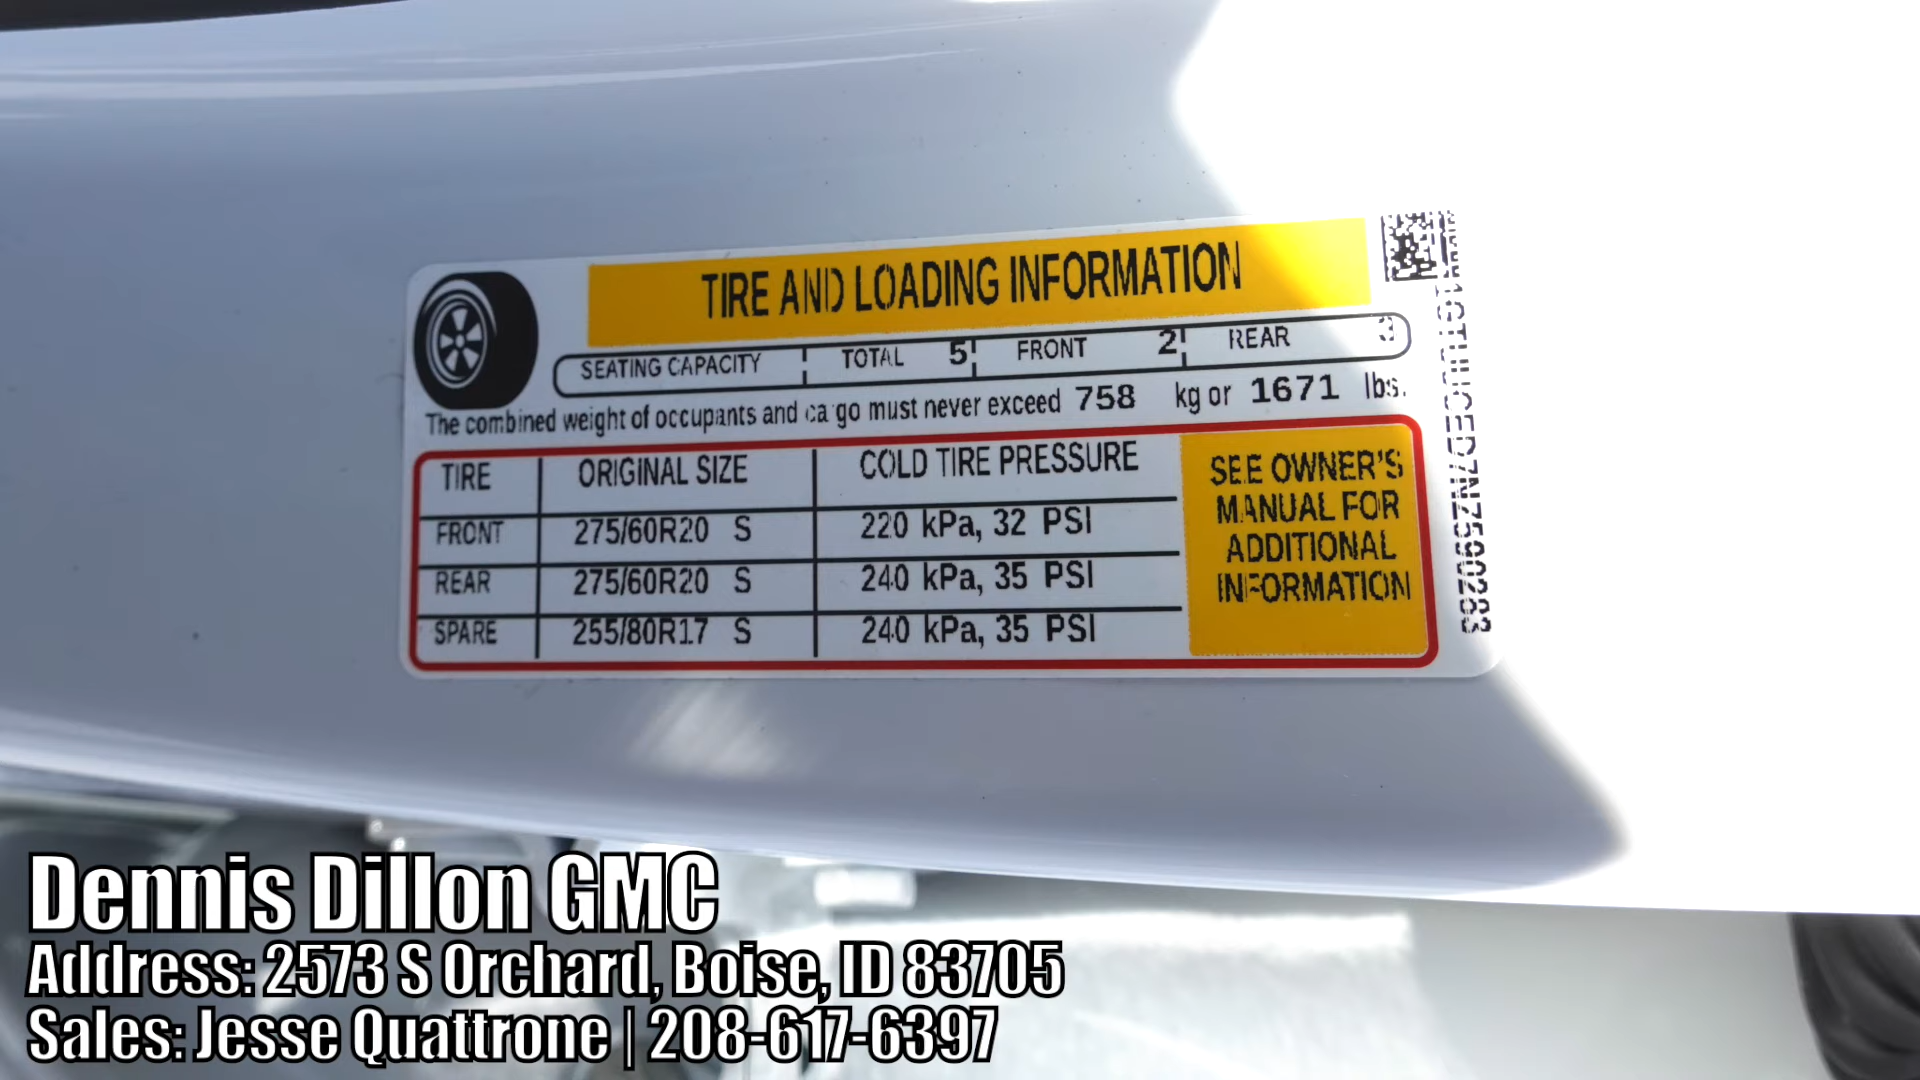 TIRE AND LOADING INFORMATION
SEATING CAPACITY TOTAL 5 FRONT 2 REAR 3
The combined weight of occupants and cargo must never exceed 758 kg or 1671 lbs.
TIRE ORIGINAL SIZE COLD TIRE PRESSURE
FRONT 275/60R20 S 220 kPa, 32 PSI
REAR 275/60R20 S 240 kPa, 35 PSI
SPARE 255/80R17 S 240 kPa, 35 PSI
SEE OWNER'S
MANUAL FOR
ADDITIONAL
INFORMATION
Dennis Dillon GMC
Address: 2573 S Orchard, Boise, ID 83705
Sales: Jesse Quattrone | 208-617-6397